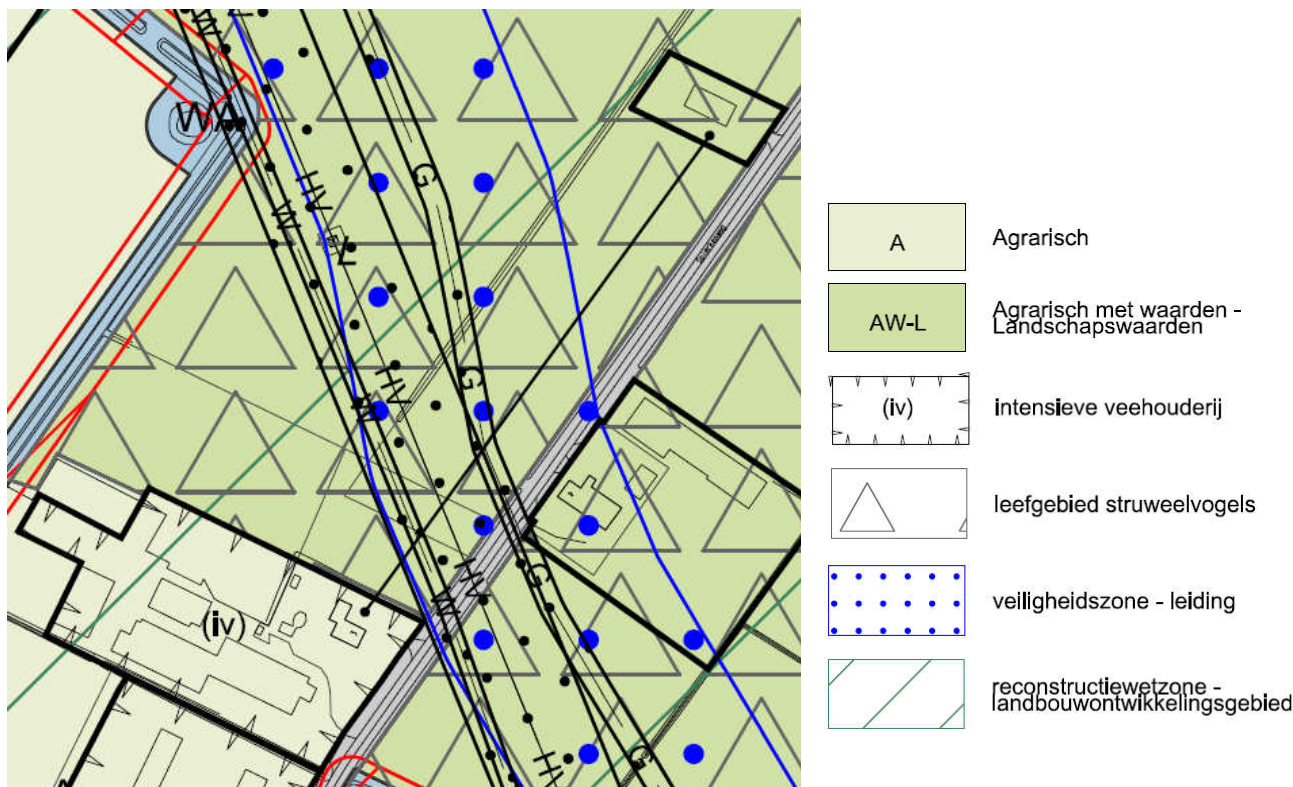 W
WA
HV
G
W
HV
G
W
(iv)
HV
G
W
HV
G
A
Agrarisch
AW-L
Agrarisch met waarden -
Landschapswaarden
(iv)
intensieve veehouderij
leefgebied struweelvogels
veiligheidszone - leiding
reconstructiewetzone -
landbouwontwikkelingsgebied